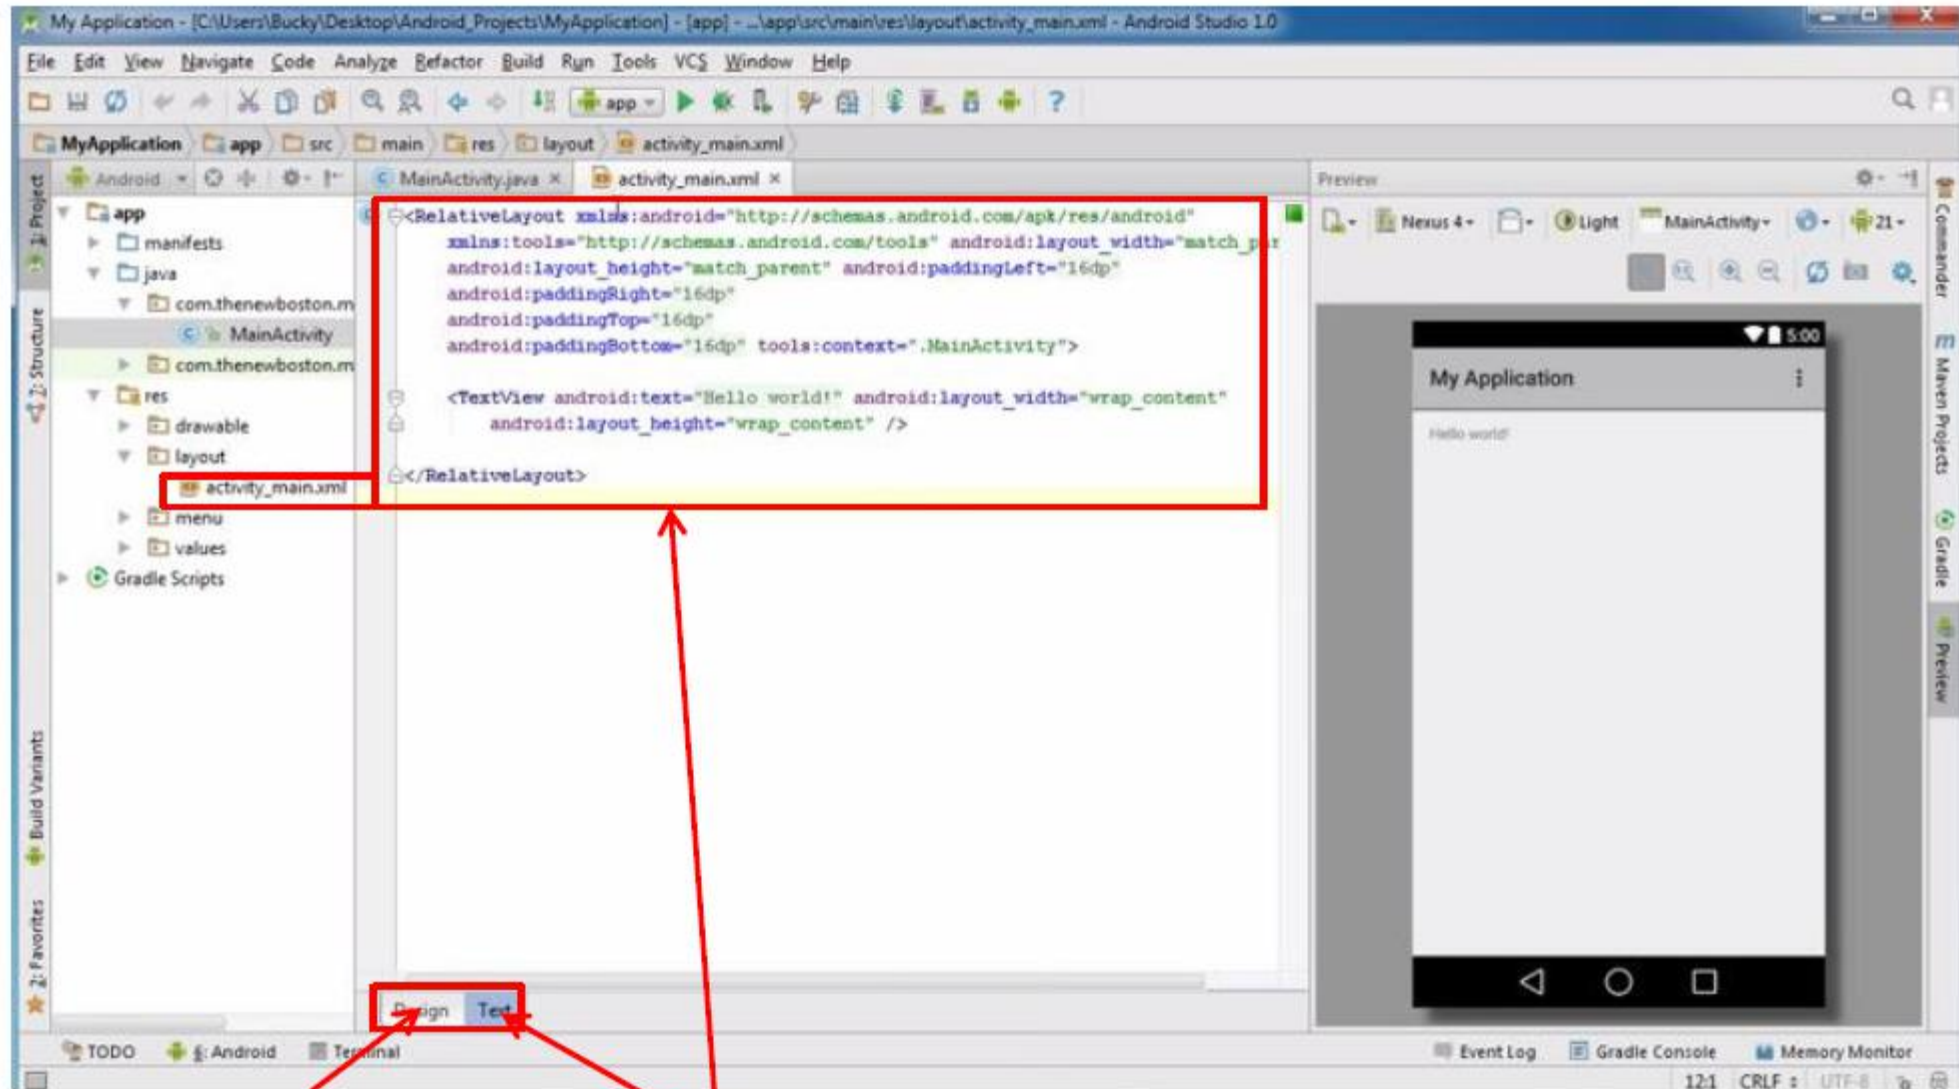 My Application - [C:\Users\Bucky\Desktop\Android_Projects\MyApplication] - [app] - ...\app\src\main\res\layout\activity_main.xml - Android Studio 1.0
File Edit View Navigate Code Analyze Refactor Build Run Tools VCS Window Help
app
MyApplication app src main res layout activity_main.xml
1: Project
Android
MainActivity.java
activity_main.xml
app
manifests
java
com.thenewboston.m
MainActivity
com.thenewboston.m
res
drawable
layout
activity_main.xml
menu
values
Gradle Scripts
Z: Structure
Build Variants
2: Favorites
<RelativeLayout xmlns:android="http://schemas.android.com/apk/res/android"
xmlns:tools="http://schemas.android.com/tools" android:layout_width="match_par
android:layout_height="match_parent" android:paddingLeft="16dp"
android:paddingRight="16dp"
android:paddingTop="16dp"
android:paddingBottom="16dp" tools:context=".MainActivity">
<TextView android:text="Hello world!" android:layout_width="wrap_content"
android:layout_height="wrap_content" />
</RelativeLayout>
Design Text
Preview
Nexus 4 Light MainActivity 21
5:00
My Application
Hello world!
Commander
m Maven Projects
Gradle
Preview
TODO 6: Android Terminal Event Log Gradle Console Memory Monitor
12:1 CRLF UTF-8